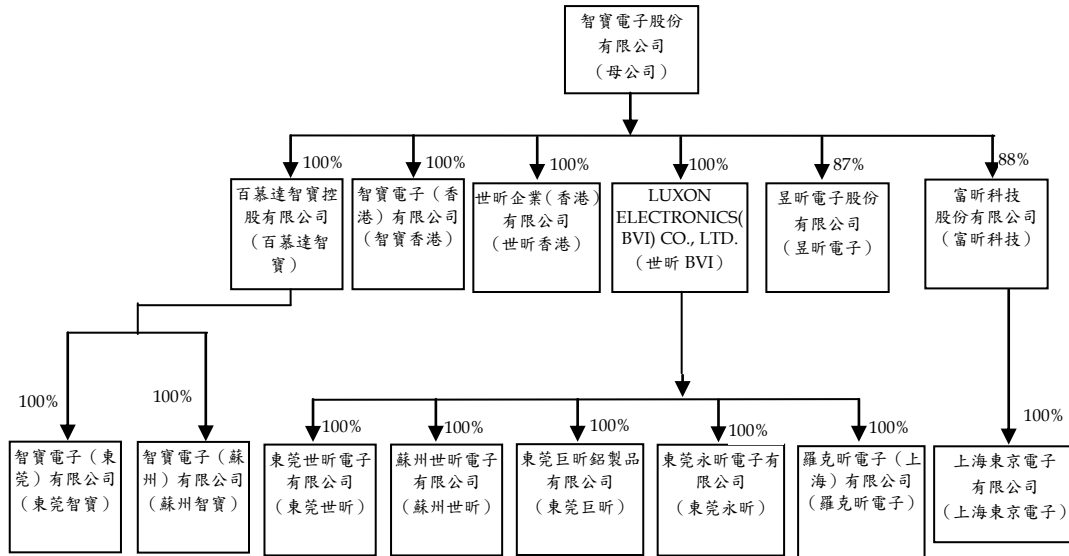 智寶電子股份
有限公司
（母公司）
100%
100%
100%
100%
87%
88%
百慕達智寶控
股有限公司
（百慕達智
寶）
智寶電子（香
港）有限公司
（智寶香港）
世昕企業(香港)
有限公司
（世昕香港）
LUXON
ELECTRONICS(
BVI) CO., LTD.
（世昕 BVI）
昱昕電子股份
有限公司
（昱昕電子）
富昕科技
股份有限公司
（富昕科技）
100%
100%
100%
100%
100%
100%
100%
100%
智寶電子（東
莞）有限公司
（東莞智寶）
智寶電子（蘇
州）有限公司
（蘇州智寶）
東莞世昕電子
有限公司
（東莞世昕）
蘇州世昕電子
有限公司
（蘇州世昕）
東莞巨昕鋁製品
有限公司
（東莞巨昕）
東莞永昕電子有
限公司
（東莞永昕）
羅克昕電子（上
海）有限公司
（羅克昕電子）
上海東京電子
有限公司
（上海東京電子）